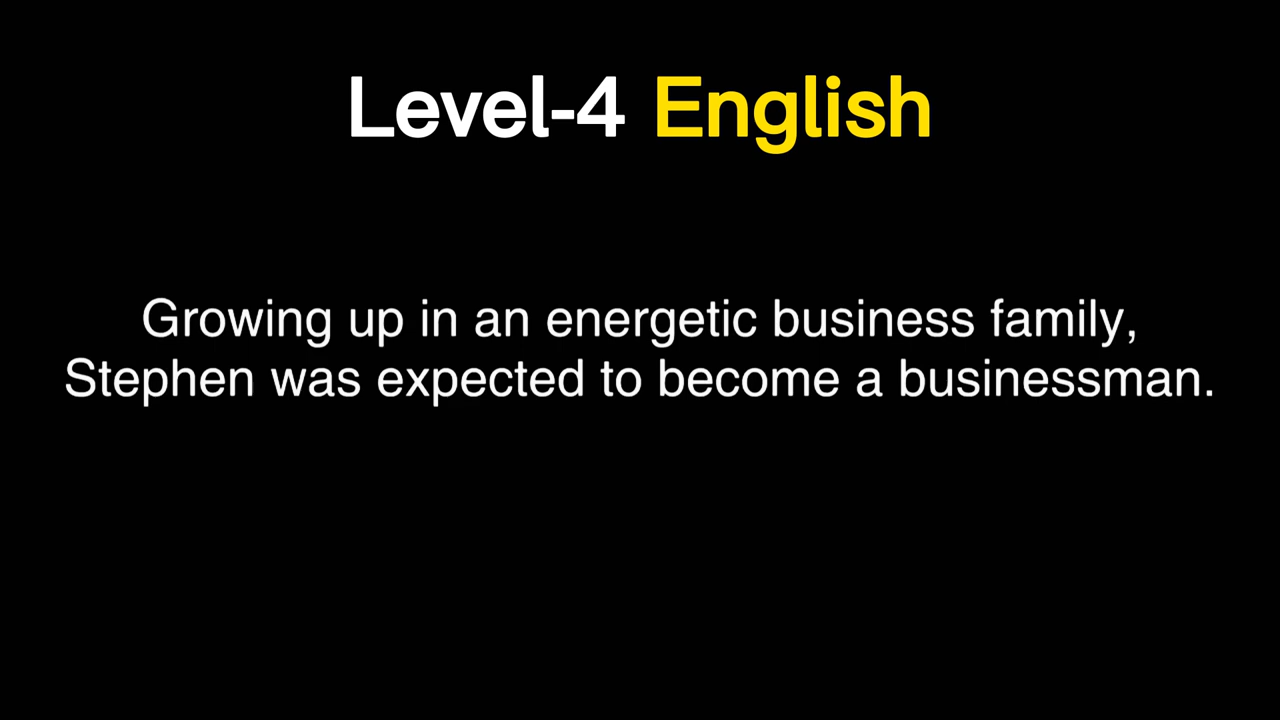 Level-4 English
Growing up in an energetic business family,
Stephen was expected to become a businessman.